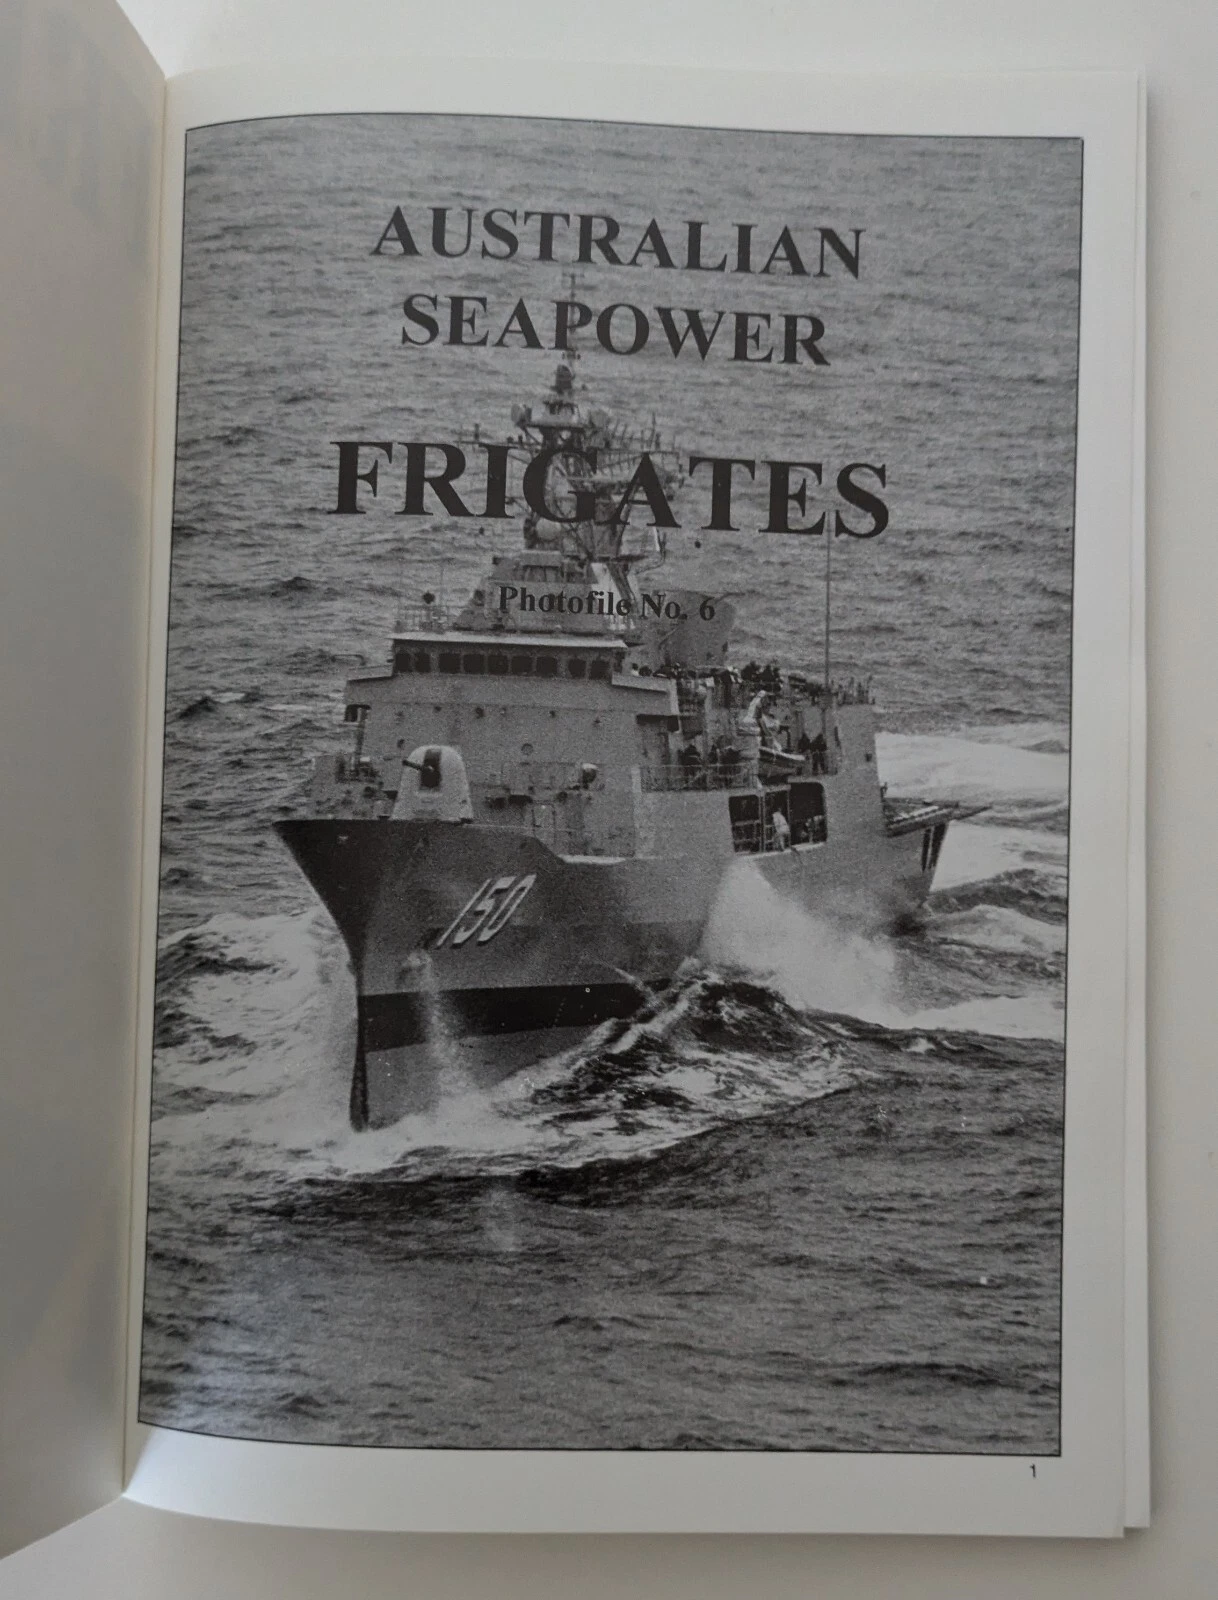 AUSTRALIAN
SEAPOWER
FRIGATES
Photofile No. 6
150
1